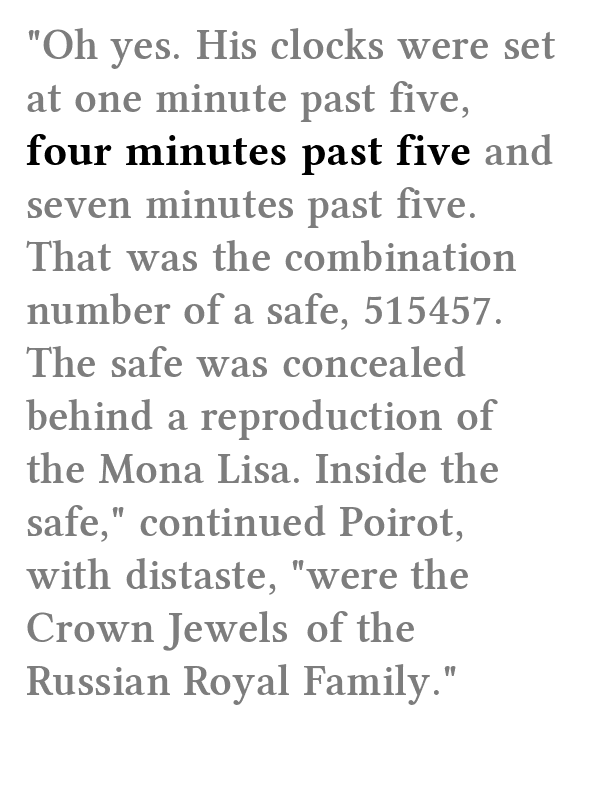 "Oh yes. His clocks were set
at one minute past five,
four minutes past five and
seven minutes past five.
That was the combination
number of a safe, 515457.
The safe was concealed
behind a reproduction of
the Mona Lisa. Inside the
safe," continued Poirot,
with distaste, "were the
Crown Jewels of the
Russian Royal Family."